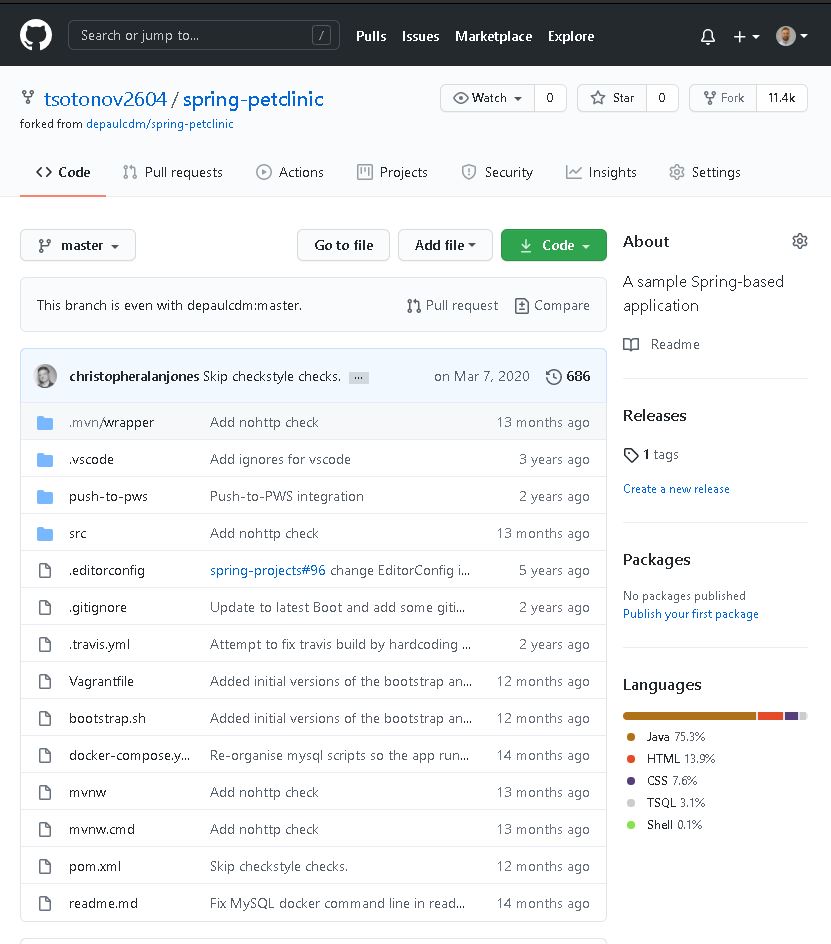 Search or jump to... / Pulls Issues Marketplace Explore
tsotonov2604 / spring-petclinic Watch 0 Star 0 Fork 11.4k
forked from depaulcdm/spring-petclinic
Code Pull requests Actions Projects Security Insights Settings
master Go to file Add file Code
This branch is even with depaulcdm:master. Pull request Compare
christopheralanjones Skip checkstyle checks. ... on Mar 7, 2020 686
.mvn/wrapper Add nohttp check 13 months ago
.vscode Add ignores for vscode 3 years ago
push-to-pws Push-to-PWS integration 2 years ago
src Add nohttp check 13 months ago
.editorconfig spring-projects#96 change EditorConfig i... 5 years ago
.gitignore Update to latest Boot and add some giti... 2 years ago
.travis.yml Attempt to fix travis build by hardcoding ... 2 years ago
Vagrantfile Added initial versions of the bootstrap an... 12 months ago
bootstrap.sh Added initial versions of the bootstrap an... 12 months ago
docker-compose.y... Re-organise mysql scripts so the app run... 14 months ago
mvnw Add nohttp check 13 months ago
mvnw.cmd Add nohttp check 13 months ago
pom.xml Skip checkstyle checks. 12 months ago
readme.md Fix MySQL docker command line in read... 14 months ago
About
A sample Spring-based
application
Readme
Releases
1 tags
Create a new release
Packages
No packages published
Publish your first package
Languages
Java 75.3%
HTML 13.9%
CSS 7.6%
TSQL 3.1%
Shell 0.1%